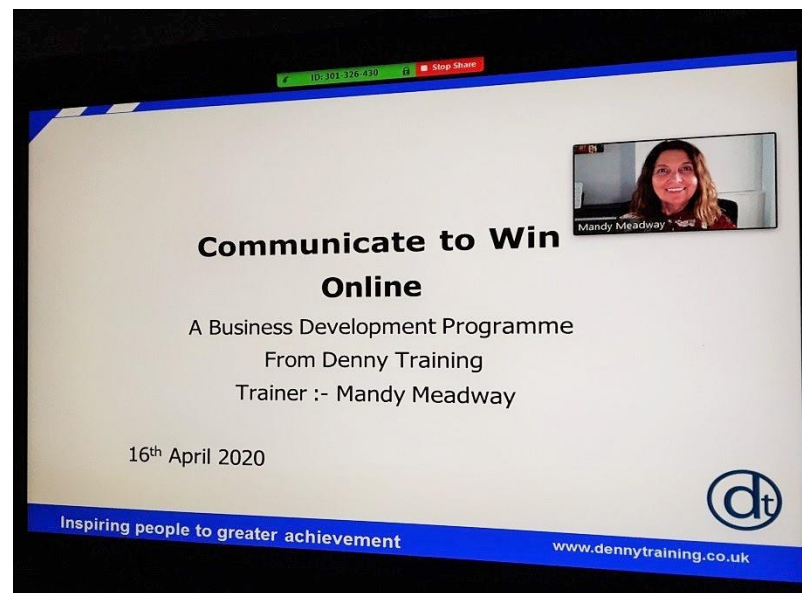 ID: 301-326-430 Stop Share
Mandy Meadway
Communicate to Win
Online
A Business Development Programme
From Denny Training
Trainer :- Mandy Meadway
16th April 2020
dt
Inspiring people to greater achievement
www.dennytraining.co.uk